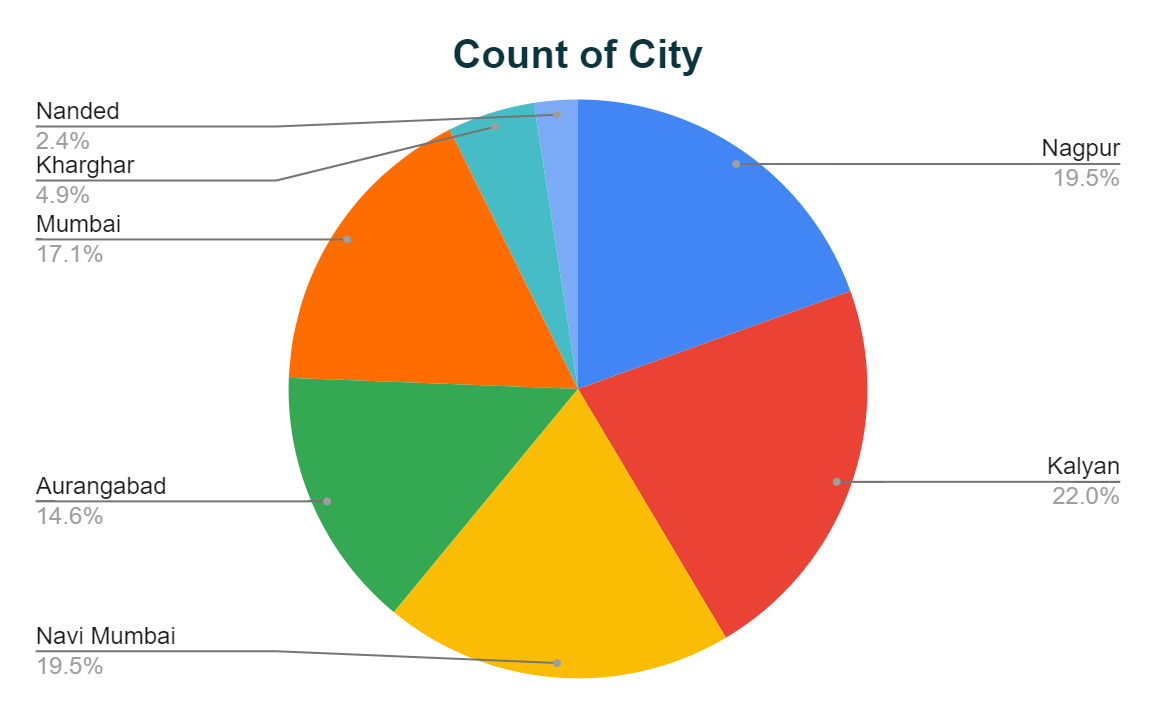 Count of City
Nanded
2.4%
Kharghar
4.9%
Mumbai
17.1%
Aurangabad
14.6%
Navi Mumbai
19.5%
Nagpur
19.5%
Kalyan
22.0%